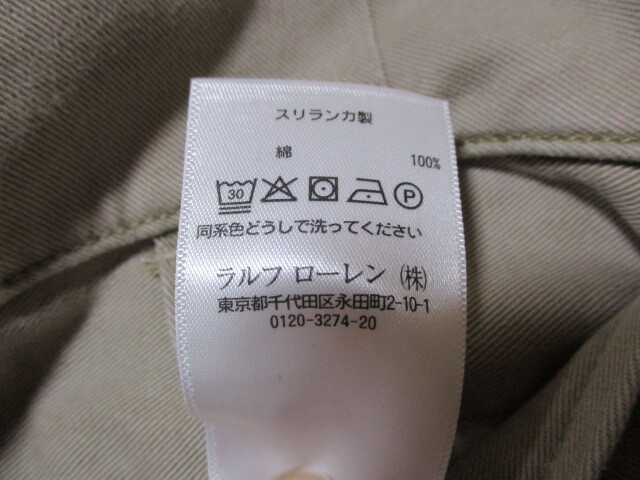 スリランカ製
綿 100%
30 P
同系色どうしで洗ってください
ラルフ ローレン (株)
東京都千代田区永田町2-10-1
0120-3274-20